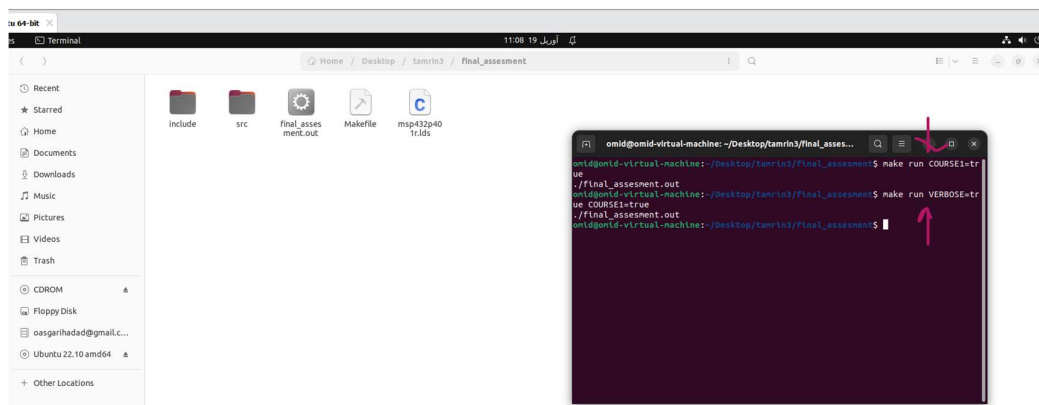 tu 64-bit
es Terminal
11:08 19 آوریل
Home / Desktop / tamrin3 / final_assesment
Recent
Starred
Home
Documents
Downloads
Music
Pictures
Videos
Trash
CDROM
Floppy Disk
oasgarihadad@gmail.c...
Ubuntu 22.10 amd64
+ Other Locations
include
src
final_asses
ment.out
Makefile
msp432p40
1r.lds
omid@omid-virtual-machine: ~/Desktop/tamrin3/final_asses...
omid@omid-virtual-machine:~/Desktop/tamrin3/final_assesment$ make run COURSE1=tr
ue
./final_assesment.out
omid@omid-virtual-machine:~/Desktop/tamrin3/final_assesment$ make run VERBOSE=tr
ue COURSE1=true
./final_assesment.out
omid@omid-virtual-machine:~/Desktop/tamrin3/final_assesment$